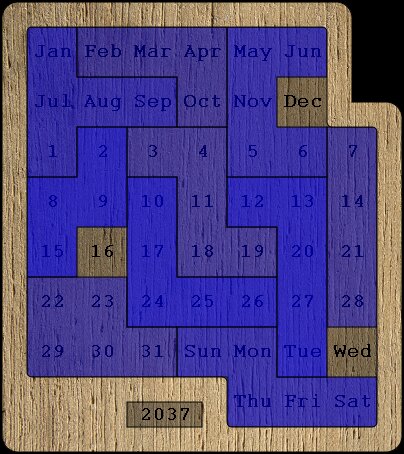 Jan Feb Mar Apr May Jun
Jul Aug Sep Oct Nov Dec
1 2 3 4 5 6 7
8 9 10 11 12 13 14
15 16 17 18 19 20 21
22 23 24 25 26 27 28
29 30 31 Sun Mon Tue Wed
Thu Fri Sat
2037